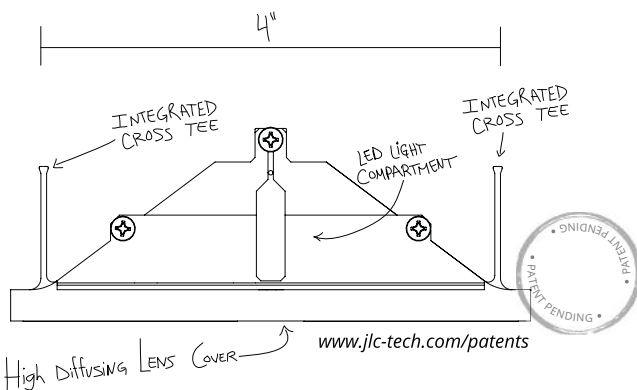 4"
INTEGRATED
CROSS TEE
INTEGRATED
CROSS TEE
LED LIGHT
COMPARTMENT
• PATENT PENDING •
PATENT PENDING •
www.jlc-tech.com/patents
High Diffusing LENS COVER